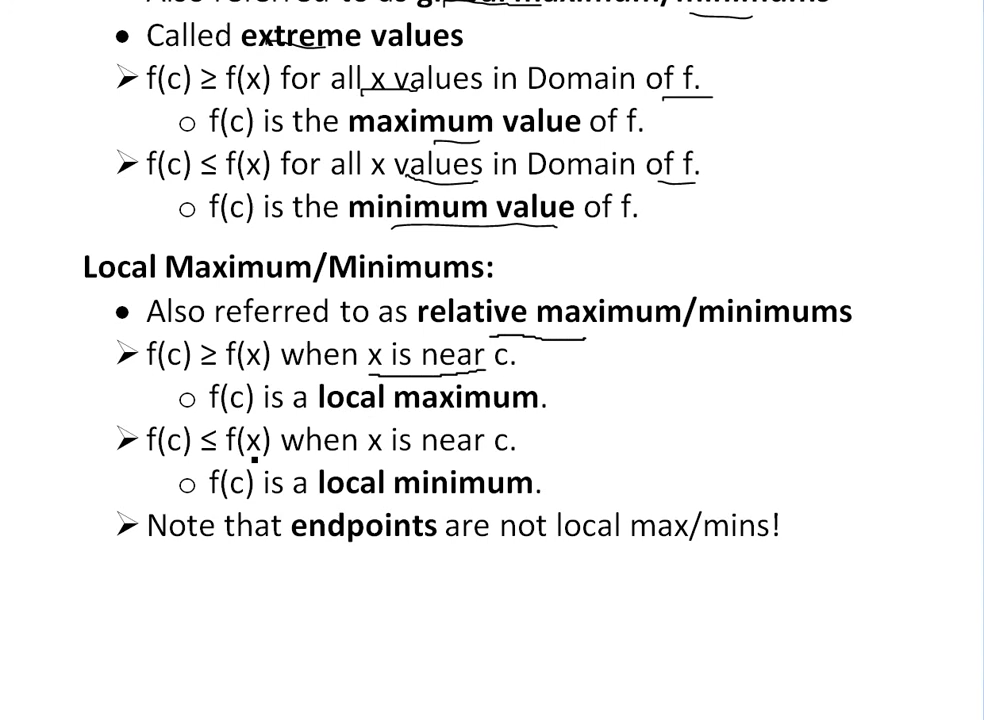 • Called extreme values
➢ f(c) ≥ f(x) for all x values in Domain of f.
○ f(c) is the maximum value of f.
➢ f(c) ≤ f(x) for all x values in Domain of f.
○ f(c) is the minimum value of f.
Local Maximum/Minimums:
• Also referred to as relative maximum/minimums
➢ f(c) ≥ f(x) when x is near c.
○ f(c) is a local maximum.
➢ f(c) ≤ f(x) when x is near c.
○ f(c) is a local minimum.
➢ Note that endpoints are not local max/mins!